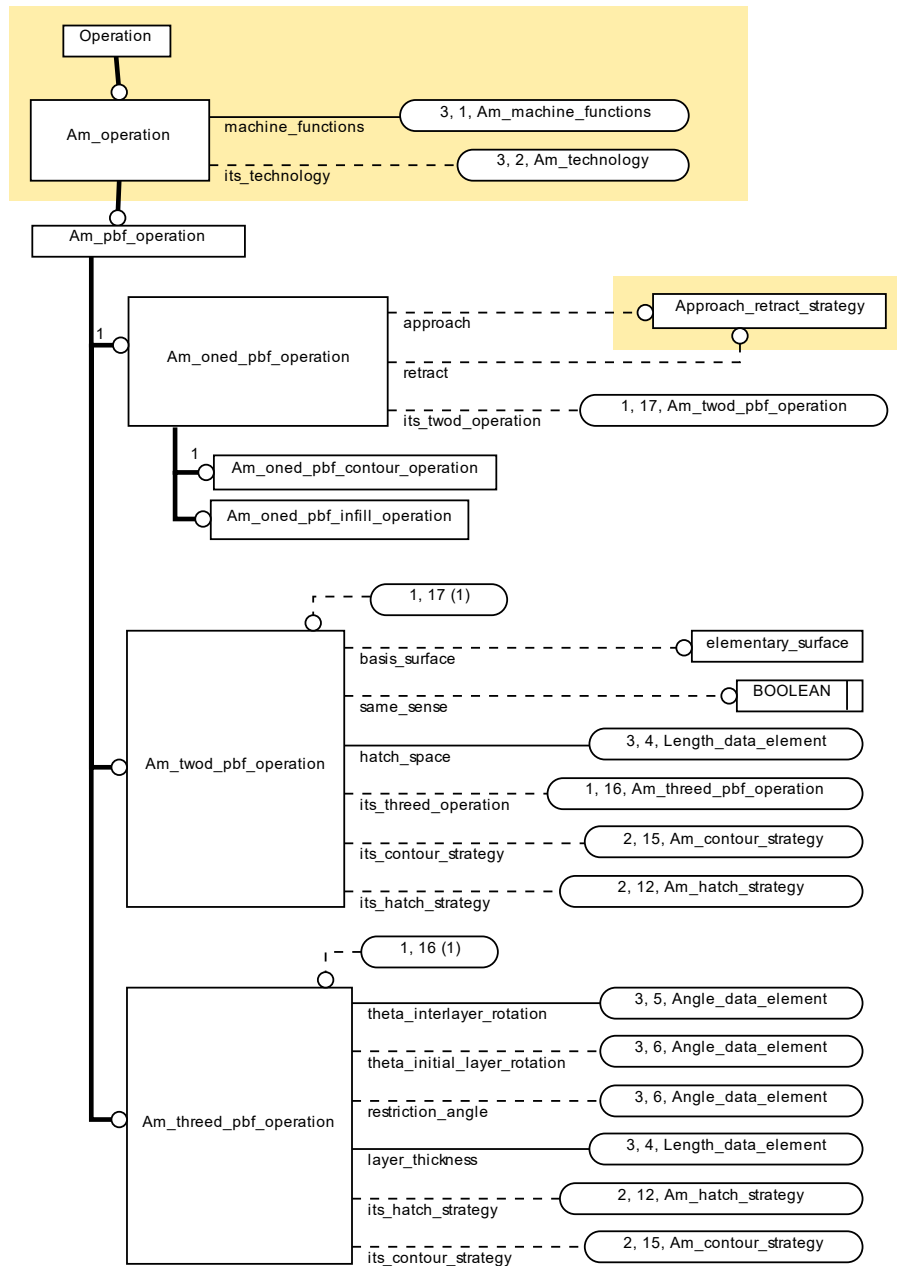 Operation
Am_operation
machine_functions
3, 1, Am_machine_functions
its_technology
3, 2, Am_technology
Am_pbf_operation
1
Am_oned_pbf_operation
approach
Approach_retract_strategy
retract
its_twod_operation
1, 17, Am_twod_pbf_operation
1
Am_oned_pbf_contour_operation
Am_oned_pbf_infill_operation
1, 17 (1)
Am_twod_pbf_operation
basis_surface
elementary_surface
same_sense
BOOLEAN
hatch_space
3, 4, Length_data_element
its_threed_operation
1, 16, Am_threed_pbf_operation
its_contour_strategy
2, 15, Am_contour_strategy
its_hatch_strategy
2, 12, Am_hatch_strategy
1, 16 (1)
Am_threed_pbf_operation
theta_interlayer_rotation
3, 5, Angle_data_element
theta_initial_layer_rotation
3, 6, Angle_data_element
restriction_angle
3, 6, Angle_data_element
layer_thickness
3, 4, Length_data_element
its_hatch_strategy
2, 12, Am_hatch_strategy
its_contour_strategy
2, 15, Am_contour_strategy